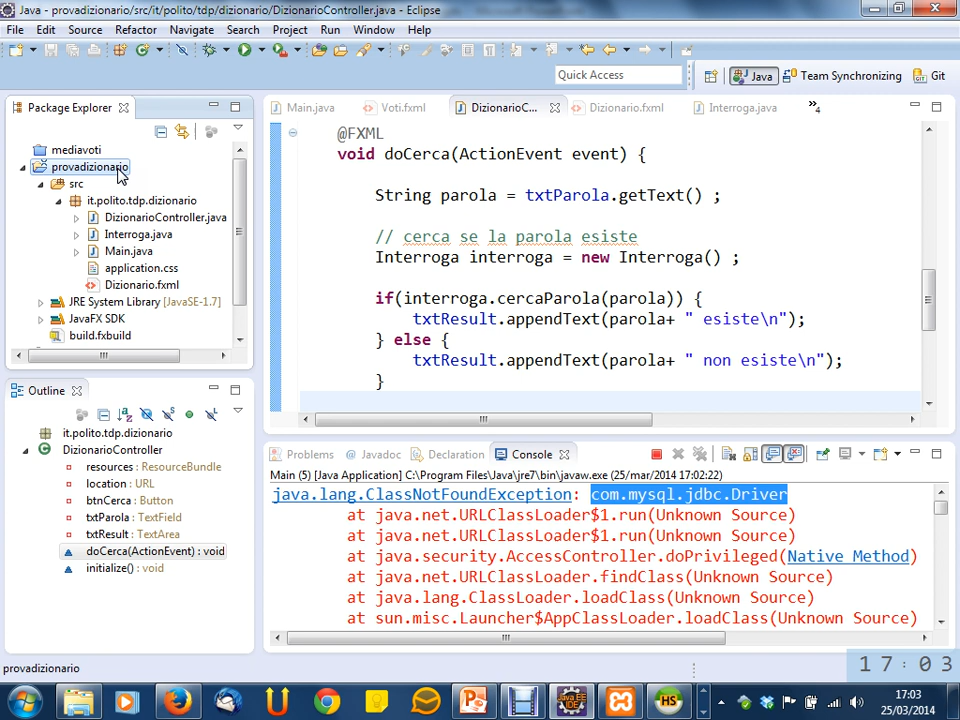 Java - provadizionario/src/it/polito/tdp/dizionario/DizionarioController.java - Eclipse
File Edit Source Refactor Navigate Search Project Run Window Help
Quick Access
Java
Team Synchronizing
Git
Package Explorer
mediavoti
provadizionario
src
it.polito.tdp.dizionario
DizionarioController.java
Interroga.java
Main.java
application.css
Dizionario.fxml
JRE System Library [JavaSE-1.7]
JavaFX SDK
build.fxbuild
Main.java
Voti.fxml
DizionarioC...
Dizionario.fxml
Interroga.java
»4
@FXML
void doCerca(ActionEvent event) {
String parola = txtParola.getText() ;
// cerca se la parola esiste
Interroga interroga = new Interroga() ;
if(interroga.cercaParola(parola)) {
txtResult.appendText(parola+ " esiste\n");
} else {
txtResult.appendText(parola+ " non esiste\n");
}
Outline
it.polito.tdp.dizionario
DizionarioController
resources : ResourceBundle
location : URL
btnCerca : Button
txtParola : TextField
txtResult : TextArea
doCerca(ActionEvent) : void
initialize() : void
Problems
Javadoc
Declaration
Console
Main (5) [Java Application] C:\Program Files\Java\jre7\bin\javaw.exe (25/mar/2014 17:02:22)
java.lang.ClassNotFoundException: com.mysql.jdbc.Driver
at java.net.URLClassLoader$1.run(Unknown Source)
at java.net.URLClassLoader$1.run(Unknown Source)
at java.security.AccessController.doPrivileged(Native Method)
at java.net.URLClassLoader.findClass(Unknown Source)
at java.lang.ClassLoader.loadClass(Unknown Source)
at sun.misc.Launcher$AppClassLoader.loadClass(Unknown Source)
provadizionario
17:03
17:03
25/03/2014